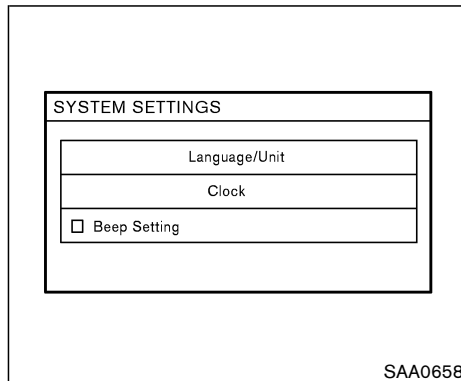 SYSTEM SETTINGS
Language/Unit
Clock
Beep Setting
SAA0658